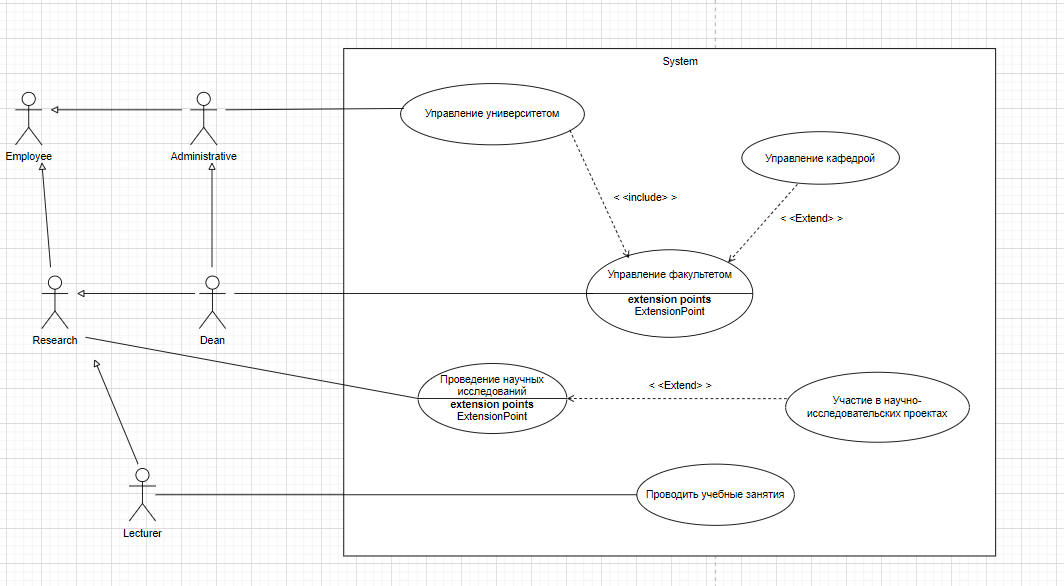 System
Employee
Administrative
Управление университетом
Управление кафедрой
< <include> >
< <Extend> >
Управление факультетом
extension points
ExtensionPoint
Research
Dean
Проведение научных
исследований
extension points
ExtensionPoint
< <Extend> >
Участие в научно-
исследовательских проектах
Проводить учебные занятия
Lecturer